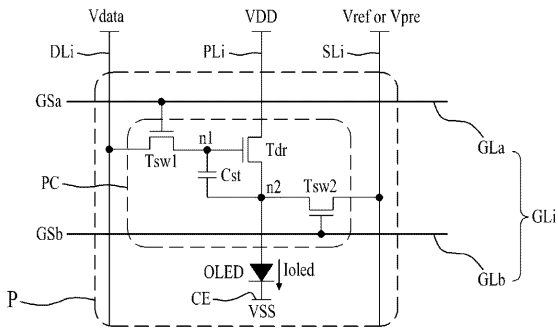 Vdata VDD Vref or Vpre
DLi PLi SLi
GSa
GLa
n1
Tdr
Tsw1
Cst
PC
n2 Tsw2
GLi
GSb
GLb
OLED Ioled
CE
VSS
P